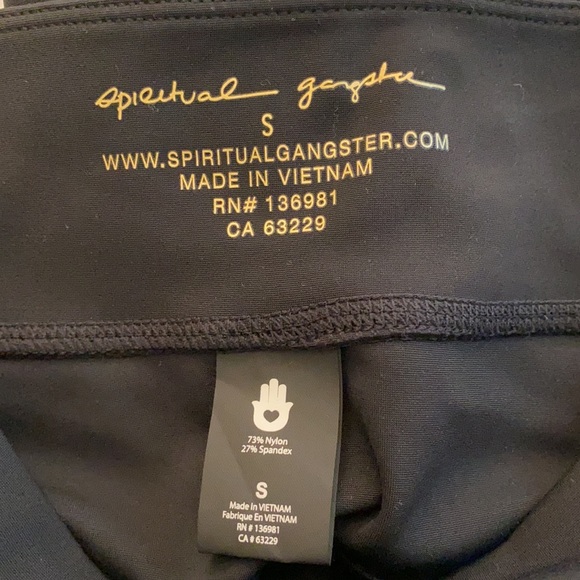 spiritual gangster
S
WWW.SPIRITUALGANGSTER.COM
MADE IN VIETNAM
RN# 136981
CA 63229
73% Nylon
27% Spandex
S
Made In VIETNAM
Fabrique En VIETNAM
RN# 136981
CA # 63229